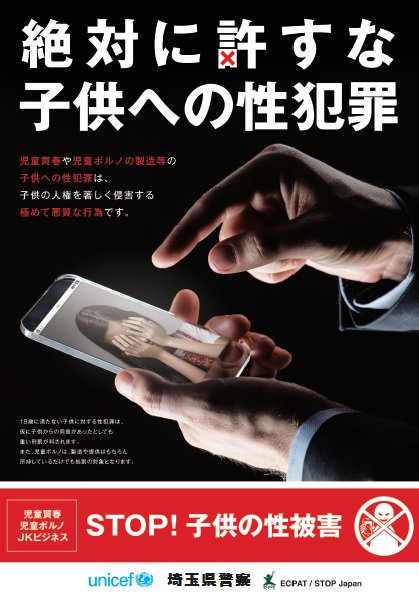 絶対に許すな
子供への性犯罪
児童買春や児童ポルノの製造等の
子供への性犯罪は、
子供の人権を著しく侵害する
極めて悪質な行為です。
18歳に満たない子供に対する性犯罪は、
仮に子供からの同意があったとしても
重い刑罰が科されます。
また、児童ポルノは、製造や提供はもちろん
所持しているだけでも処罰の対象となります。
児童買春
児童ポルノ
JKビジネス
STOP! 子供の性被害
unicef
埼玉県警察
ECPAT / STOP Japan